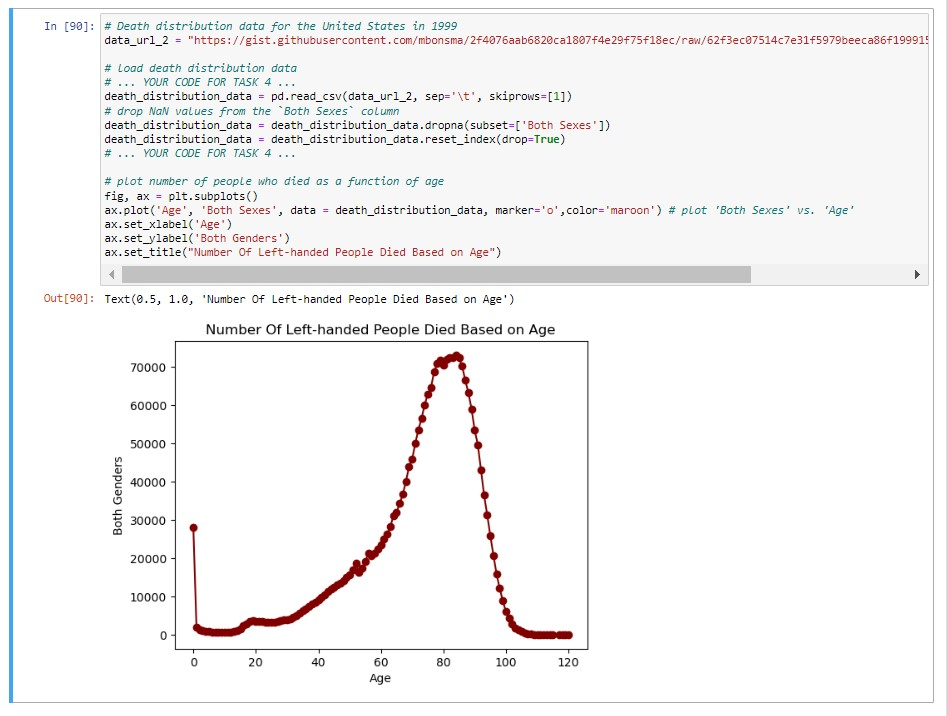 In [90]: # Death distribution data for the United States in 1999
data_url_2 = "https://gist.githubusercontent.com/mbonsma/2f4076aab6820ca1807f4e29f75f18ec/raw/62f3ec07514c7e31f5979beeca86f199915
# load death distribution data
# ... YOUR CODE FOR TASK 4 ...
death_distribution_data = pd.read_csv(data_url_2, sep='\t', skiprows=[1])
# drop NaN values from the `Both Sexes` column
death_distribution_data = death_distribution_data.dropna(subset=['Both Sexes'])
death_distribution_data = death_distribution_data.reset_index(drop=True)
# ... YOUR CODE FOR TASK 4 ...
# plot number of people who died as a function of age
fig, ax = plt.subplots()
ax.plot('Age', 'Both Sexes', data = death_distribution_data, marker='o',color='maroon') # plot 'Both Sexes' vs. 'Age'
ax.set_xlabel('Age')
ax.set_ylabel('Both Genders')
ax.set_title("Number Of Left-handed People Died Based on Age")
Out[90]: Text(0.5, 1.0, 'Number Of Left-handed People Died Based on Age')
Number Of Left-handed People Died Based on Age
70000
60000
50000
40000
30000
20000
10000
0
Both Genders
0 20 40 60 80 100 120
Age